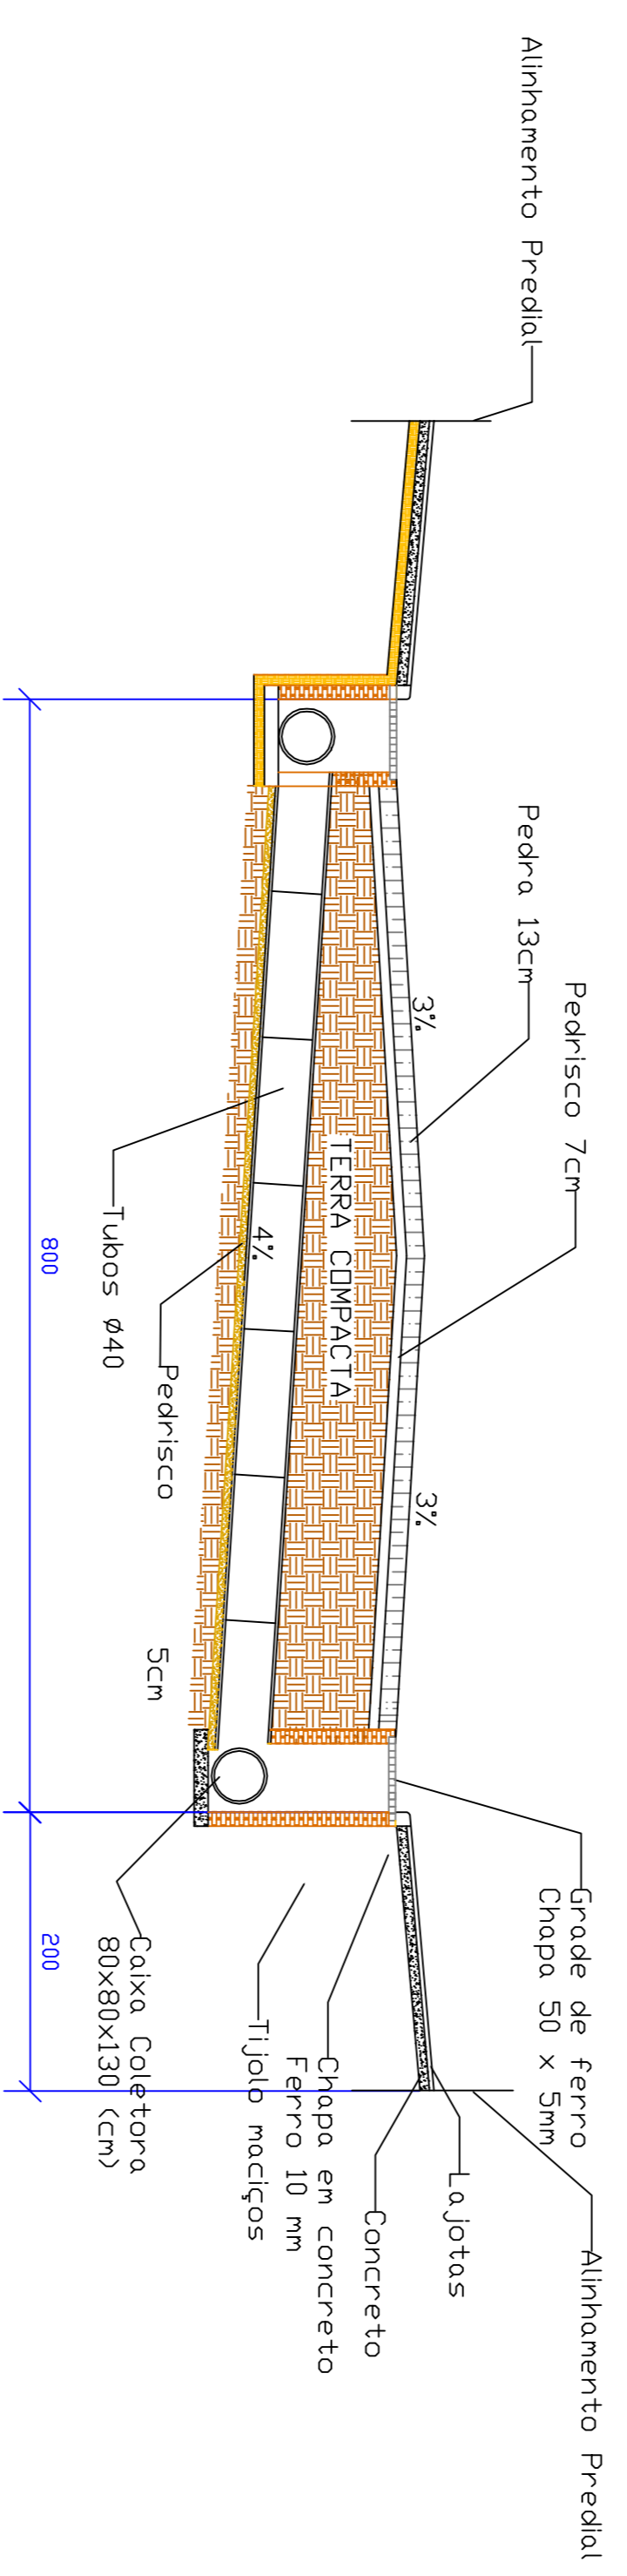 Alinhamento Predial
Pedra 13cm
Pedrisco 7cm
3%
3%
TERRA COMPACTA
4%
Tubos Ø40
Pedrisco
5cm
800
200
Grade de ferro
Chapa 50 x 5mm
Alinhamento Predial
Lajotas
Concreto
Chapa em concreto
Ferro 10 mm
Tijolo maciços
Caixa Coletora
80x80x130 (cm)